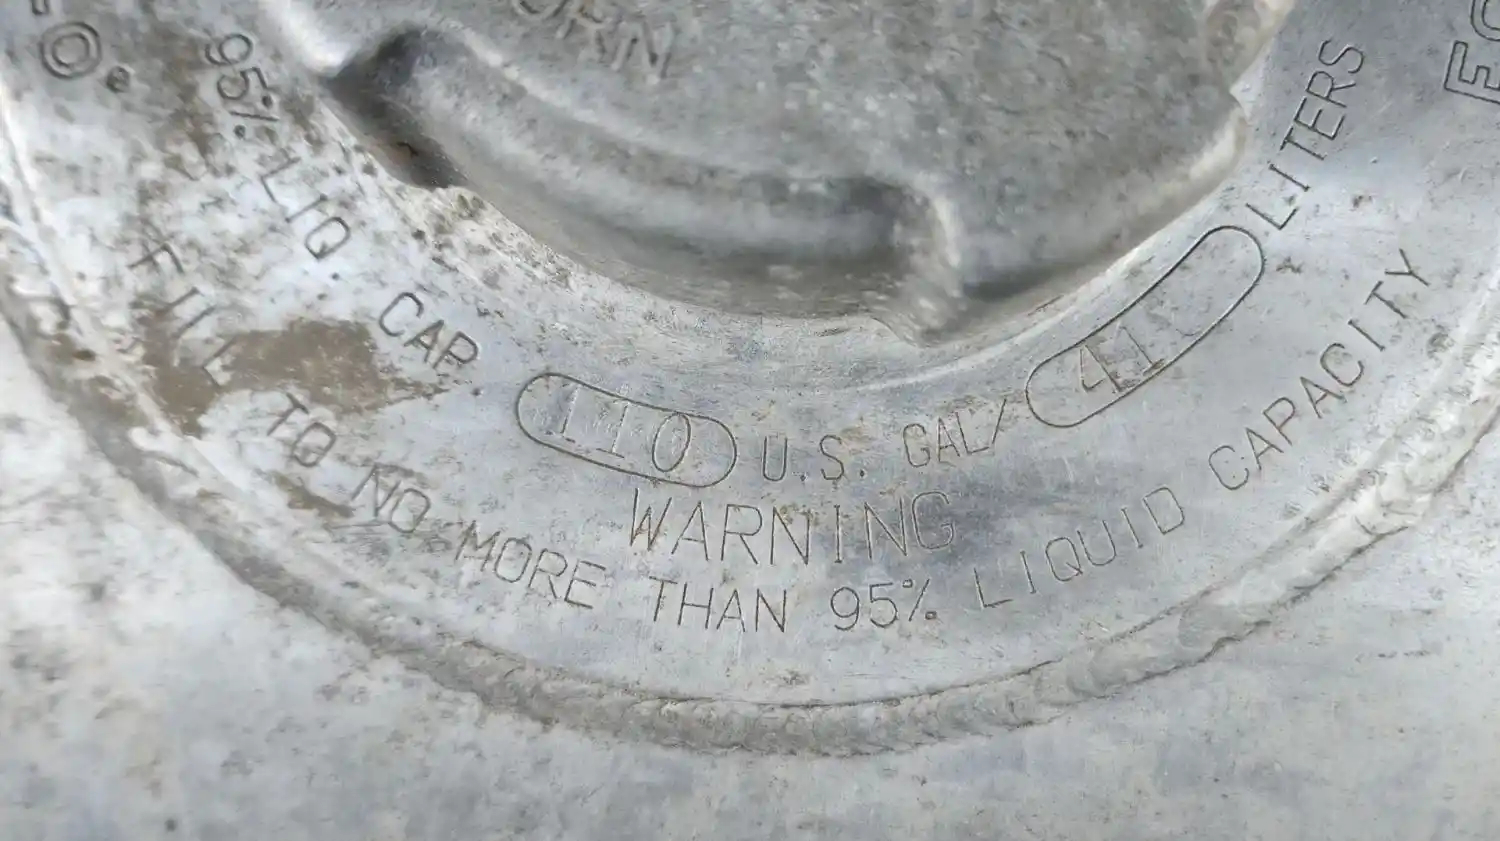 95% LIQ. CAP. 110 U.S. GAL/ 41 LITERS
WARNING
FILL TO NO MORE THAN 95% LIQUID CAPACITY